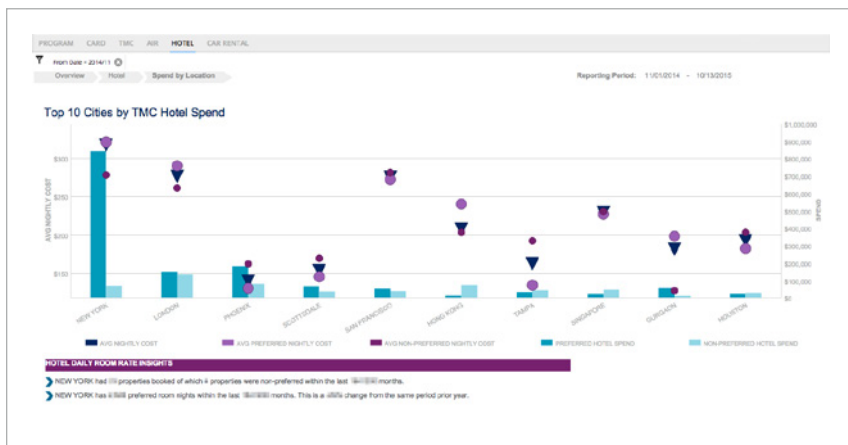 PROGRAM CARD TMC AIR HOTEL CAR RENTAL
From Date = 2014/11
Overview Hotel Spend by Location Reporting Period: 11/01/2014 - 10/13/2015
Top 10 Cities by TMC Hotel Spend
$1,000,000
$900,000
$800,000
$700,000
$600,000
$500,000
$400,000
$300,000
$200,000
$100,000
$0
$300
$250
$200
$150
AVG NIGHTLY COST
SPEND
NEW YORK
LONDON
PHOENIX
SCOTTSDALE
SAN FRANCISCO
HONG KONG
TAMPA
SINGAPORE
GURGAON
HOUSTON
AVG NIGHTLY COST AVG PREFERRED NIGHTLY COST AVG NON-PREFERRED NIGHTLY COST PREFERRED HOTEL SPEND NON-PREFERRED HOTEL SPEND
HOTEL DAILY ROOM RATE INSIGHTS
NEW YORK had properties booked of which properties were non-preferred within the last months.
NEW YORK has preferred room nights within the last months. This is a change from the same period prior year.